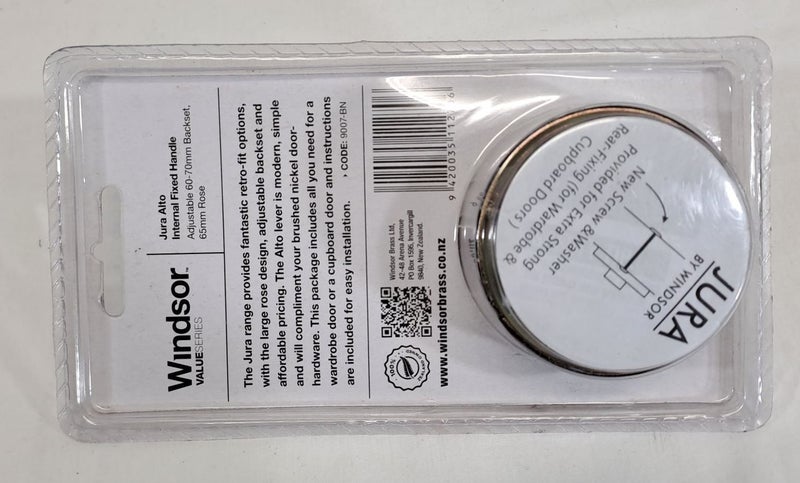 Windsor
VALUESERIES
Jura Alto
Internal Fixed Handle
Adjustable 60-70mm Backset,
65mm Rose
The Jura range provides fantastic retro-fit options,
with the large rose design, adjustable backset and
affordable pricing. The Alto lever is modern, simple
and will compliment your brushed nickel door-
hardware. This package includes all you need for a
wardrobe door or a cupboard door and instructions
are included for easy installation.
› CODE: 9007-BN
Windsor Brass Ltd,
42-48 Arena Avenue
PO Box 1595, Invercargill
9840, New Zealand.
www.windsorbrass.co.nz
JURA
BY WINDSOR
New Screw &Washer
Provided for Extra Strong
Rear-Fixing (for Wardrobe &
Cupboard Doors )